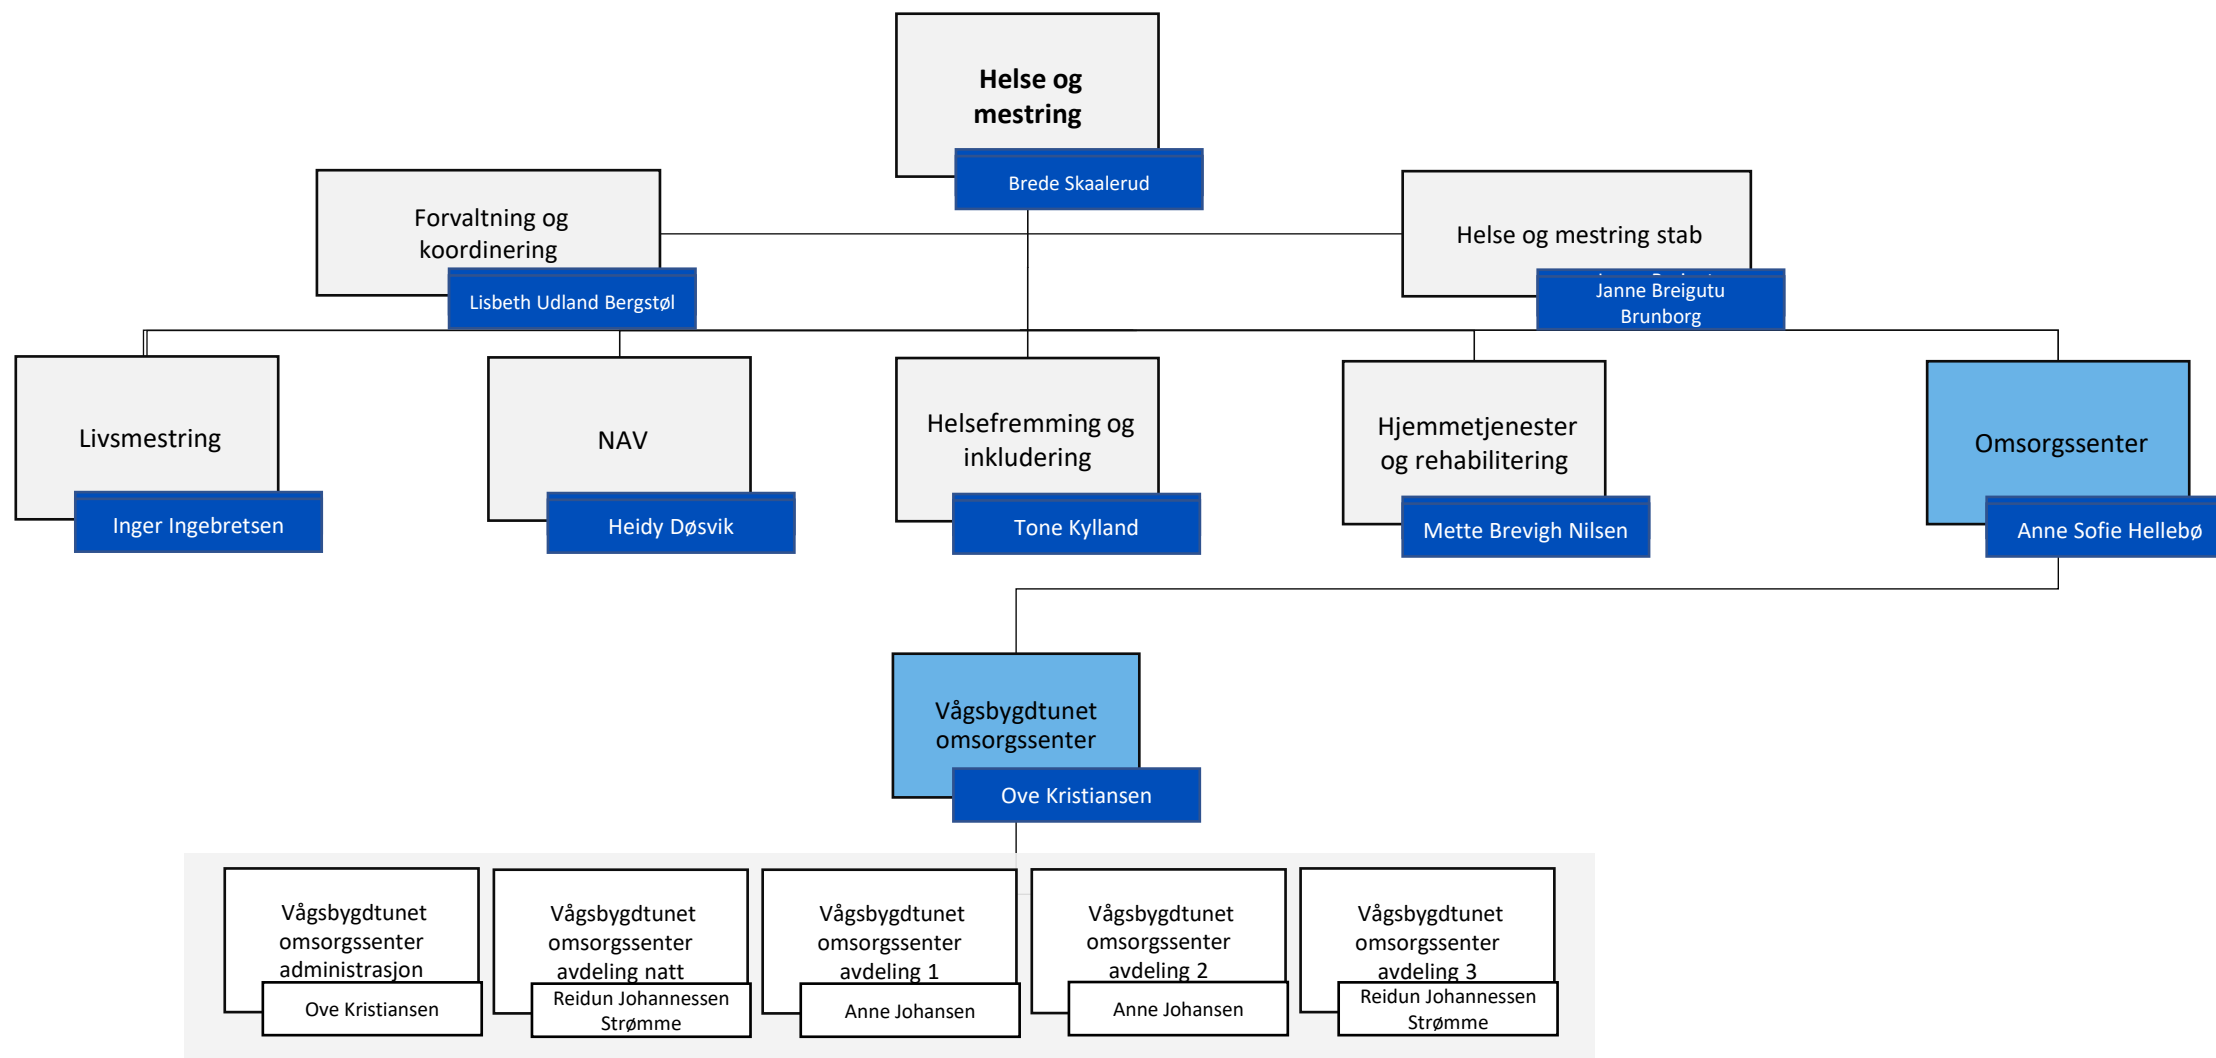 Helse og
mestring
Brede Skaalerud
Forvaltning og
koordinering
Lisbeth Udland Bergstøl
Helse og mestring stab
Janne Breigutu
Brunborg
Livsmestring
Inger Ingebretsen
NAV
Heidy Døsvik
Helsefremming og
inkludering
Tone Kylland
Hjemmetjenester
og rehabilitering
Mette Brevigh Nilsen
Omsorgssenter
Anne Sofie Hellebø
Vågsbygdtunet
omsorgssenter
Ove Kristiansen
Vågsbygdtunet
omsorgssenter
administrasjon
Ove Kristiansen
Vågsbygdtunet
omsorgssenter
avdeling natt
Reidun Johannessen
Strømme
Vågsbygdtunet
omsorgssenter
avdeling 1
Anne Johansen
Vågsbygdtunet
omsorgssenter
avdeling 2
Anne Johansen
Vågsbygdtunet
omsorgssenter
avdeling 3
Reidun Johannessen
Strømme